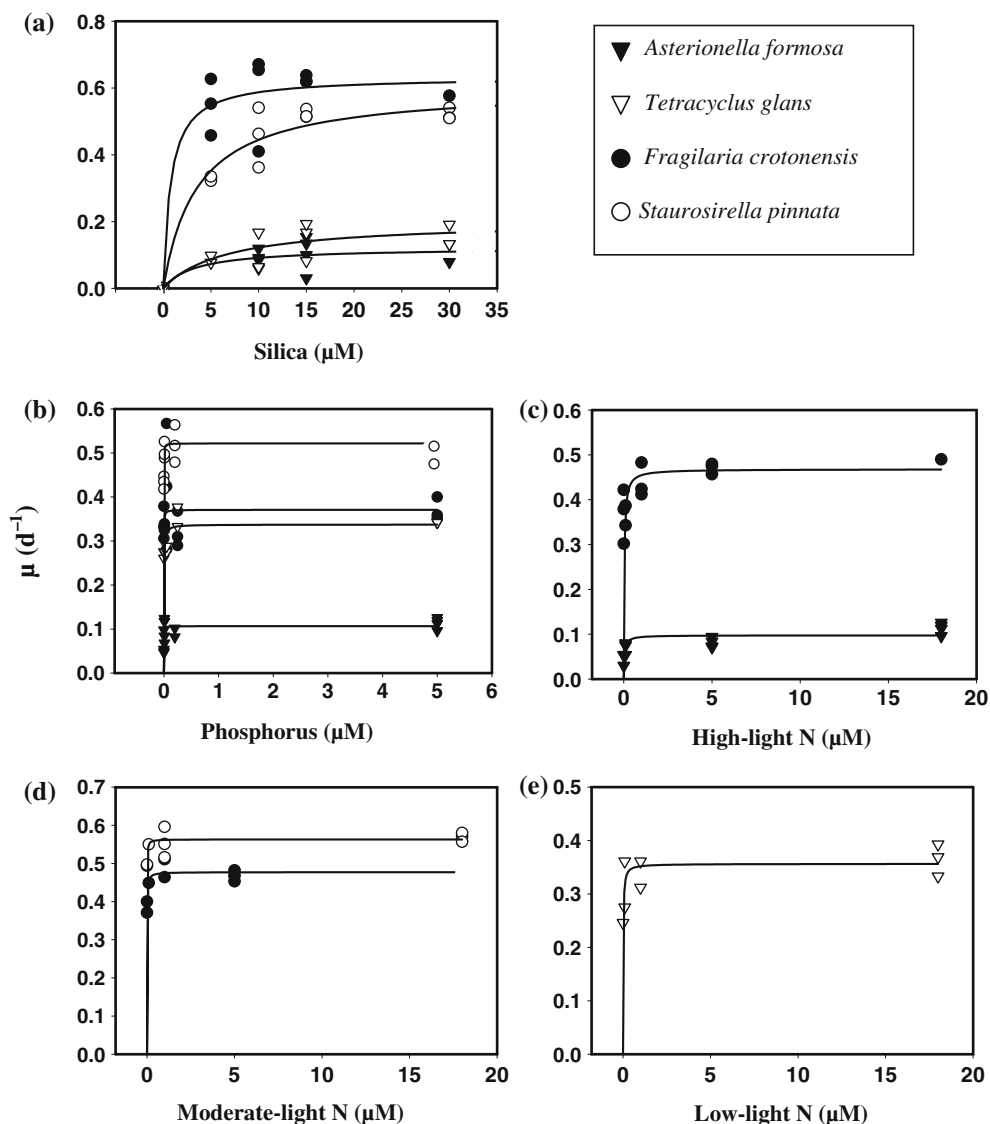 (a)
0.8
0.6
0.4
0.2
0.0
0 5 10 15 20 25 30 35
Silica (µM)
Asterionella formosa
Tetracyclus glans
Fragilaria crotonensis
Staurosirella pinnata
(b)
0.6
0.5
0.4
0.3
0.2
0.1
0.0
0 1 2 3 4 5 6
Phosphorus (µM)
µ (d⁻¹)
(c)
0.6
0.5
0.4
0.3
0.2
0.1
0.0
0 5 10 15 20
High-light N (µM)
(d)
0.7
0.6
0.5
0.4
0.3
0.2
0.1
0.0
0 5 10 15 20
Moderate-light N (µM)
(e)
0.5
0.4
0.3
0.2
0.1
0.0
0 5 10 15 20
Low-light N (µM)